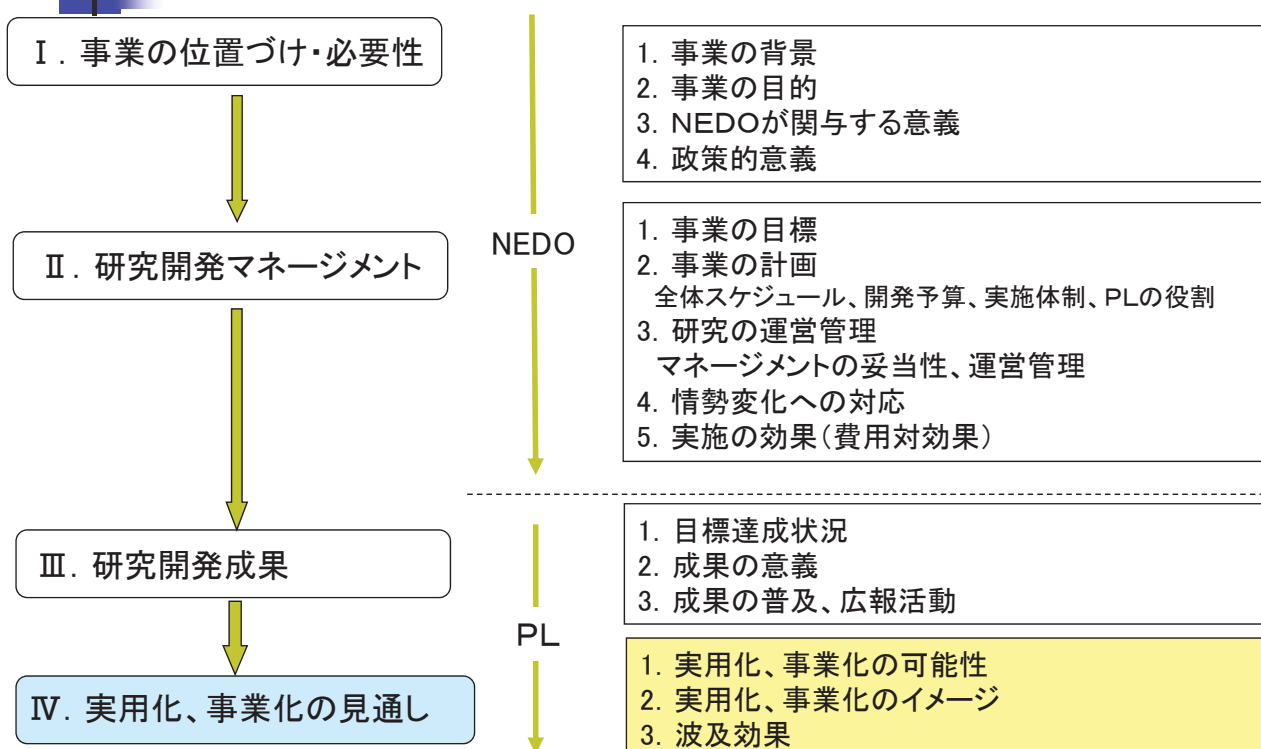 Ⅰ．事業の位置づけ・必要性
1．事業の背景
2．事業の目的
3．ＮＥＤＯが関与する意義
4．政策的意義
NEDO
Ⅱ．研究開発マネージメント
1．事業の目標
2．事業の計画
全体スケジュール、開発予算、実施体制、ＰＬの役割
3．研究の運営管理
マネージメントの妥当性、運営管理
4．情勢変化への対応
5．実施の効果（費用対効果）
Ⅲ．研究開発成果
1．目標達成状況
2．成果の意義
3．成果の普及、広報活動
ＰＬ
Ⅳ．実用化、事業化の見通し
1．実用化、事業化の可能性
2．実用化、事業化のイメージ
3．波及効果